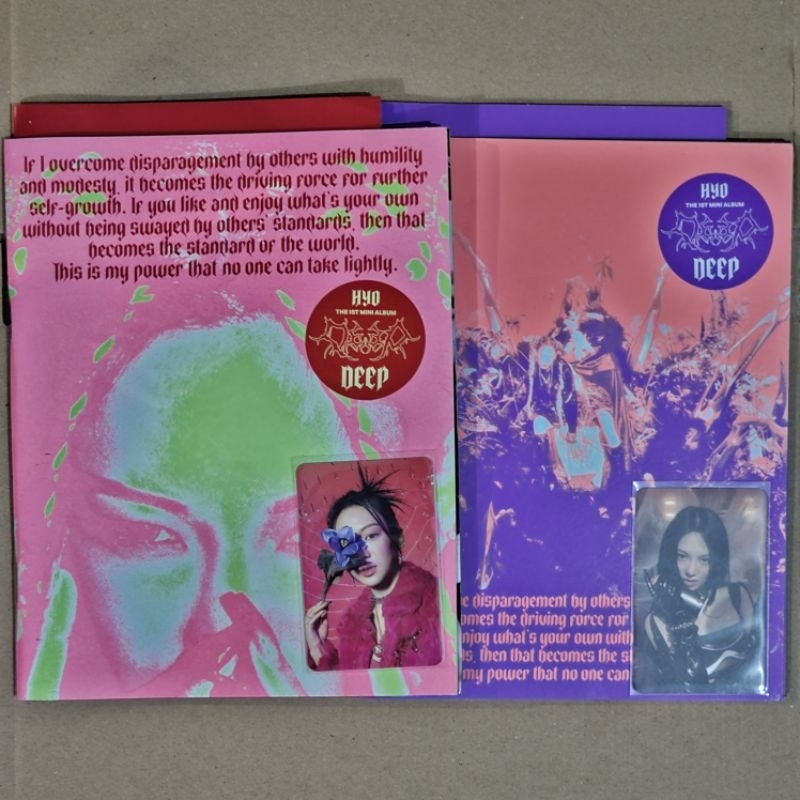 If I overcome disparagement by others with humility
and modesty, it becomes the driving force for further
self-growth. If you like and enjoy what's your own
without being swayed by others' standards, then that
becomes the standard of the world.
This is my power that no one can take lightly.
HYO
THE 1ST MINI ALBUM
DEEP
HYO
THE 1ST MINI ALBUM
DEEP
disparagement by others
the driving force for
njoy what's your own with
then that becomes the
my power that no one can